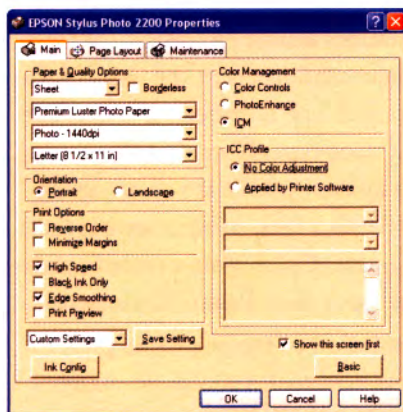 EPSON Stylus Photo 2200 Properties
Main
Page Layout
Maintenance
Paper & Quality Options
Sheet
Borderless
Premium Luster Photo Paper
Photo - 1440dpi
Letter (8 1/2 x 11 in)
Orientation
Portrait
Landscape
Print Options
Reverse Order
Minimize Margins
High Speed
Black Ink Only
Edge Smoothing
Print Preview
Custom Settings
Save Setting
Ink Config
Color Management
Color Controls
PhotoEnhance
ICM
ICC Profile
No Color Adjustment
Applied by Printer Software
Show this screen first
Basic
OK
Cancel
Help